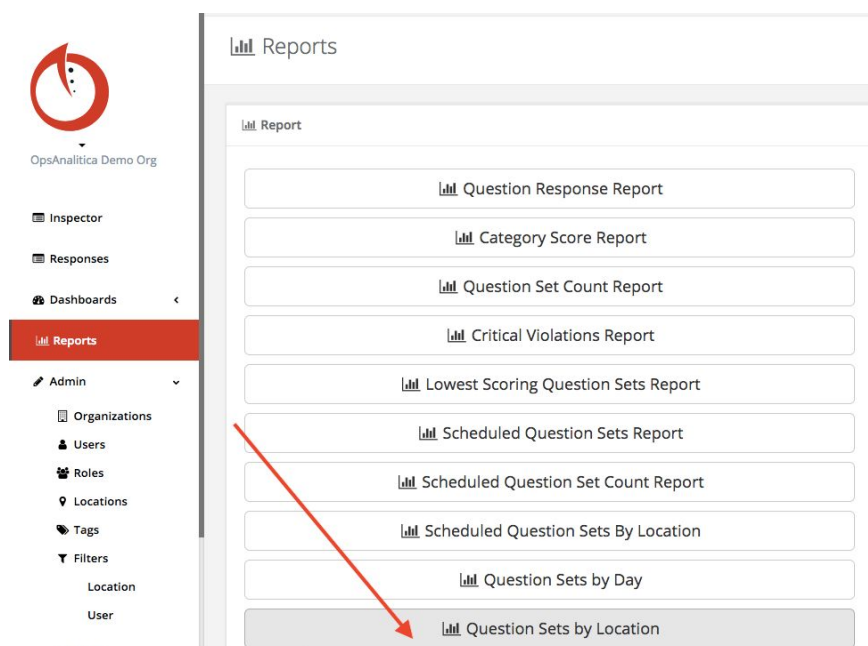 Reports
Report
OpsAnalitica Demo Org
Inspector
Responses
Dashboards
Reports
Admin
Organizations
Users
Roles
Locations
Tags
Filters
Location
User
Question Response Report
Category Score Report
Question Set Count Report
Critical Violations Report
Lowest Scoring Question Sets Report
Scheduled Question Sets Report
Scheduled Question Set Count Report
Scheduled Question Sets By Location
Question Sets by Day
Question Sets by Location